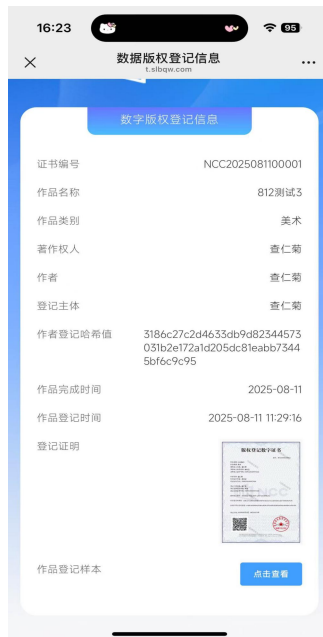 16:23
95
数据版权登记信息
t.slbqw.com
数字版权登记信息
证书编号 NCC2025081100001
作品名称 812测试3
作品类别 美术
著作权人 查仁菊
作者 查仁菊
登记主体 查仁菊
作者登记哈希值 3186c27c2d4633db9d82344573
031b2e172a1d205dc81eabb7344
5bf6c9c95
作品完成时间 2025-08-11
作品登记时间 2025-08-11 11:29:16
登记证明
版权登记数字证书
作品登记样本 点击查看